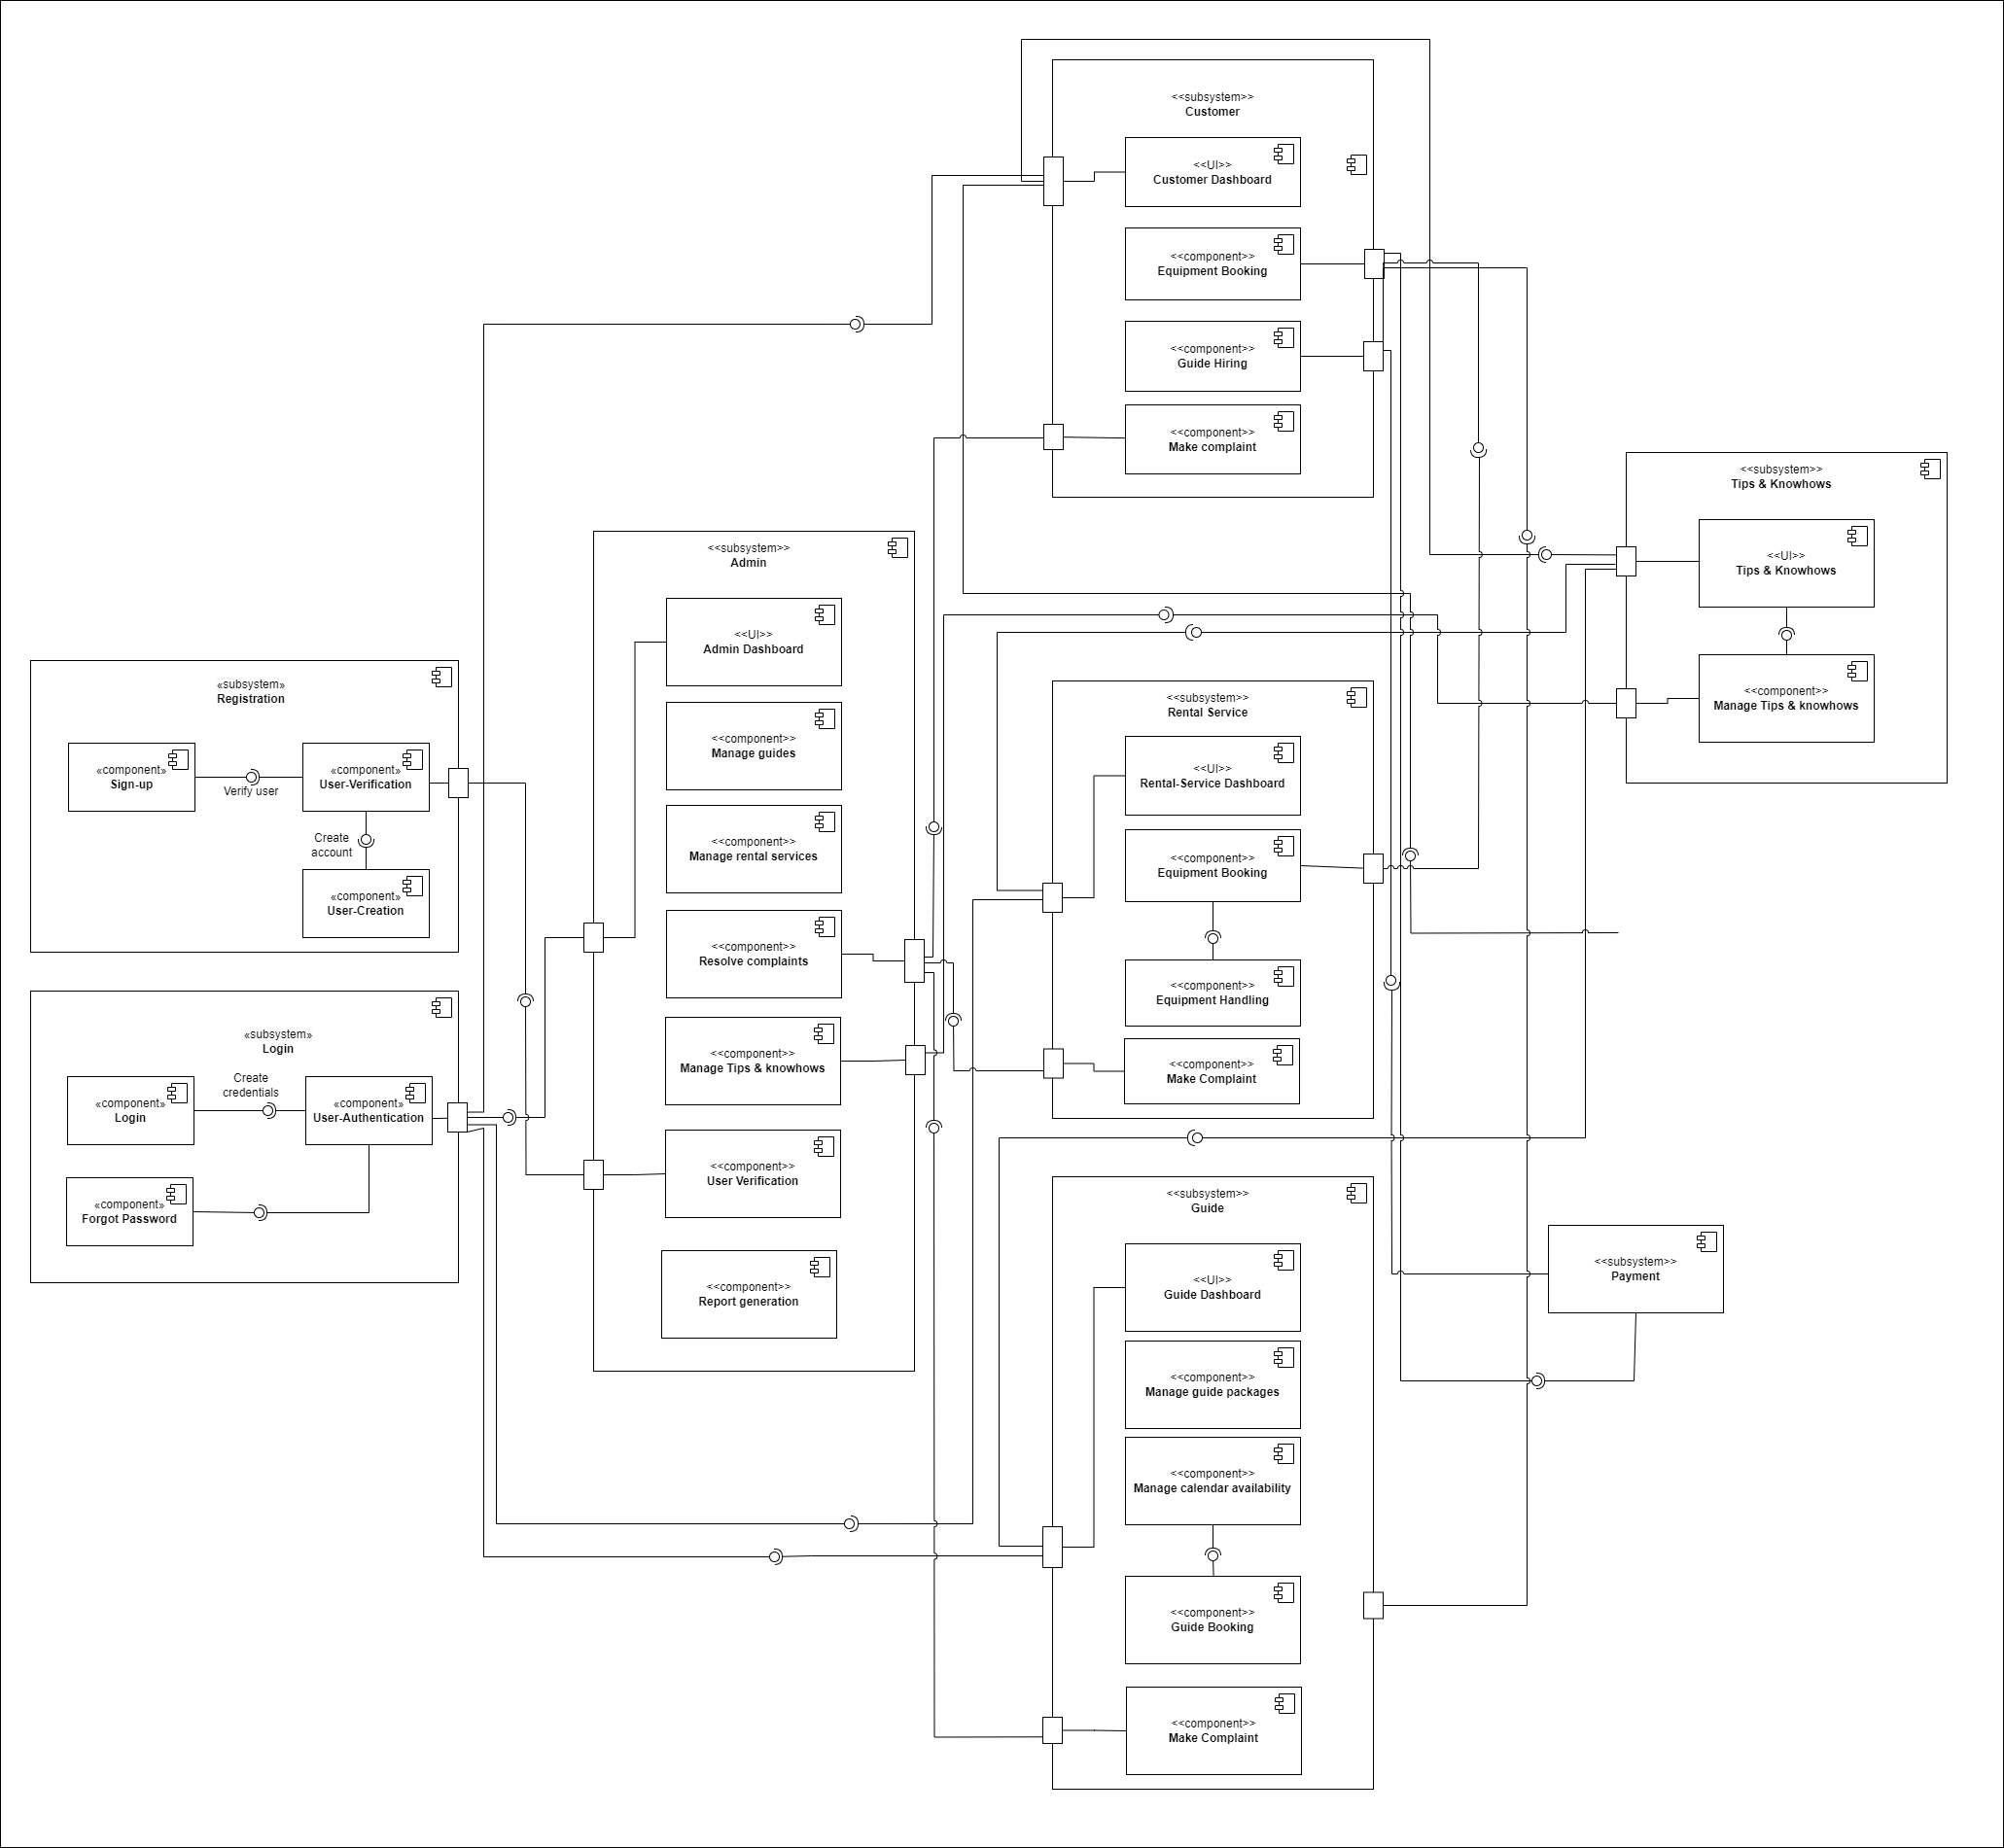 <<subsystem>>
Customer
<<UI>>
Customer Dashboard
<<component>>
Equipment Booking
<<component>>
Guide Hiring
<<component>>
Make complaint
<<subsystem>>
Tips & Knowhows
<<UI>>
Tips & Knowhows
<<component>>
Manage Tips & knowhows
<<subsystem>>
Admin
<<UI>>
Admin Dashboard
<<component>>
Manage guides
<<component>>
Manage rental services
<<component>>
Resolve complaints
<<component>>
Manage Tips & knowhows
<<component>>
User Verification
<<component>>
Report generation
«subsystem»
Registration
«component»
Sign-up
Verify user
«component»
User-Verification
Create
account
«component»
User-Creation
«subsystem»
Login
Create
credentials
«component»
Login
«component»
User-Authentication
«component»
Forgot Password
<<subsystem>>
Rental Service
<<UI>>
Rental-Service Dashboard
<<component>>
Equipment Booking
<<component>>
Equipment Handling
<<component>>
Make Complaint
<<subsystem>>
Guide
<<UI>>
Guide Dashboard
<<component>>
Manage guide packages
<<component>>
Manage calendar availability
<<component>>
Guide Booking
<<component>>
Make Complaint
<<subsystem>>
Payment